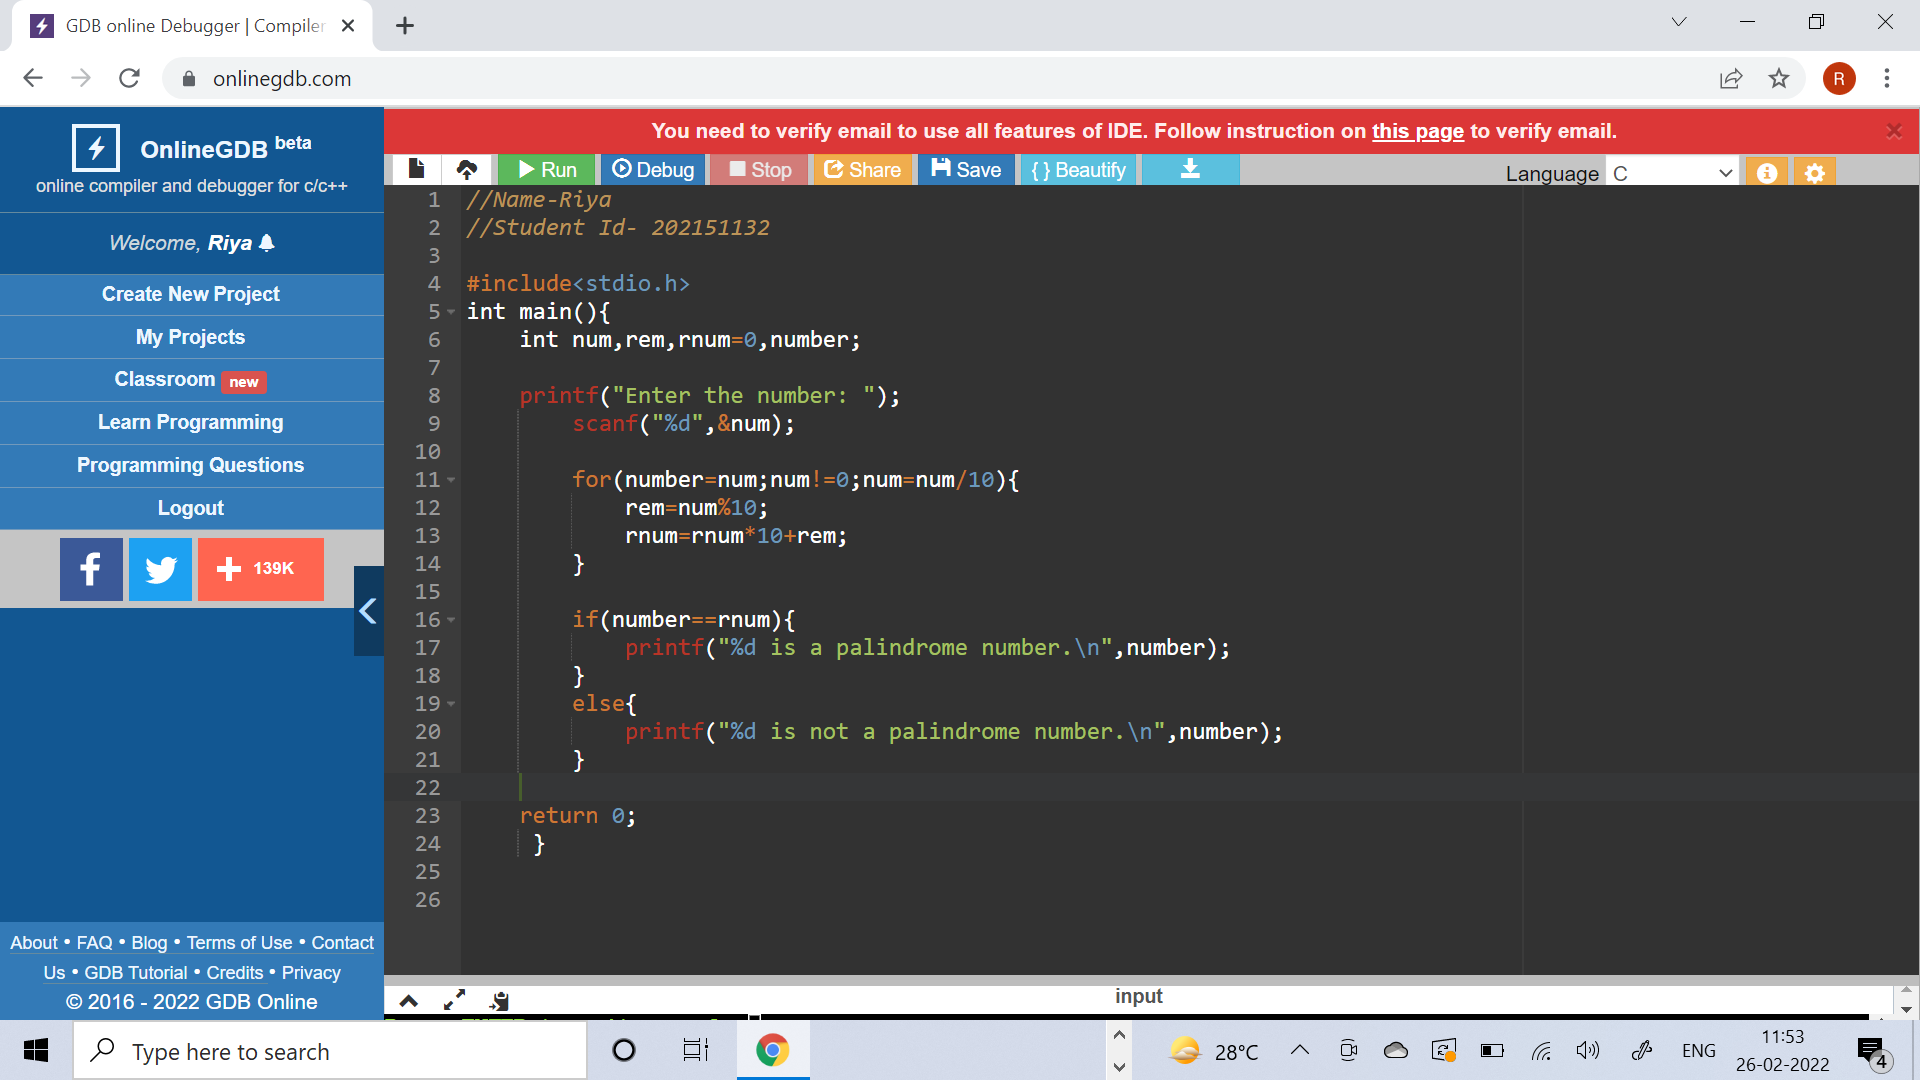 GDB online Debugger | Compiler
onlinegdb.com
R
OnlineGDB beta
online compiler and debugger for c/c++
Welcome, Riya
Create New Project
My Projects
Classroom new
Learn Programming
Programming Questions
Logout
139K
About • FAQ • Blog • Terms of Use • Contact
Us • GDB Tutorial • Credits • Privacy
© 2016 - 2022 GDB Online
You need to verify email to use all features of IDE. Follow instruction on this page to verify email.
Run Debug Stop Share Save { } Beautify Language C
1 //Name-Riya
2 //Student Id- 202151132
3
4 #include<stdio.h>
5 int main(){
6 int num,rem,rnum=0,number;
7
8 printf("Enter the number: ");
9 scanf("%d",&num);
10
11 for(number=num;num!=0;num=num/10){
12 rem=num%10;
13 rnum=rnum*10+rem;
14 }
15
16 if(number==rnum){
17 printf("%d is a palindrome number.\n",number);
18 }
19 else{
20 printf("%d is not a palindrome number.\n",number);
21 }
22
23 return 0;
24 }
25
26
input
Type here to search
28°C
ENG
11:53
26-02-2022
4